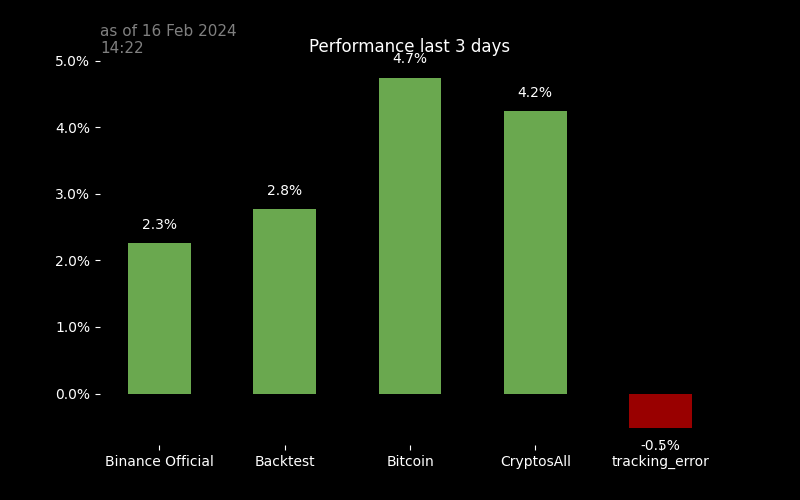 as of 16 Feb 2024
14:22
Performance last 3 days
5.0%
4.0%
3.0%
2.0%
1.0%
0.0%
2.3%
2.8%
4.7%
4.2%
-0.5%
Binance Official
Backtest
Bitcoin
CryptosAll
tracking_error